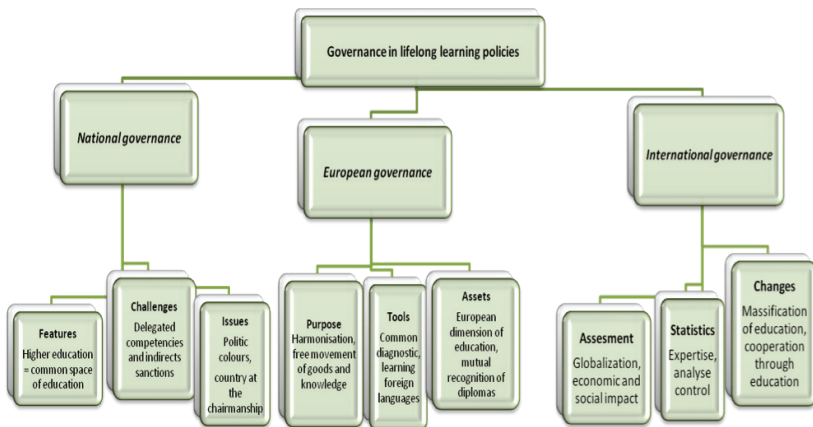 Governance in lifelong learning policies
National governance
European governance
International governance
Features
Higher education
= common space
of education
Challenges
Delegated
competencies
and indirects
sanctions
Issues
Politic
colours,
country at
the
chairmanship
Purpose
Harmonisation,
free movement
of goods and
knowledge
Tools
Common
diagnostic,
learning
foreign
languages
Assets
European
dimension of
education,
mutual
recognition of
diplomas
Assesment
Globalization,
economic and
social impact
Statistics
Expertise,
analyse
control
Changes
Massification
of education,
cooperation
through
education